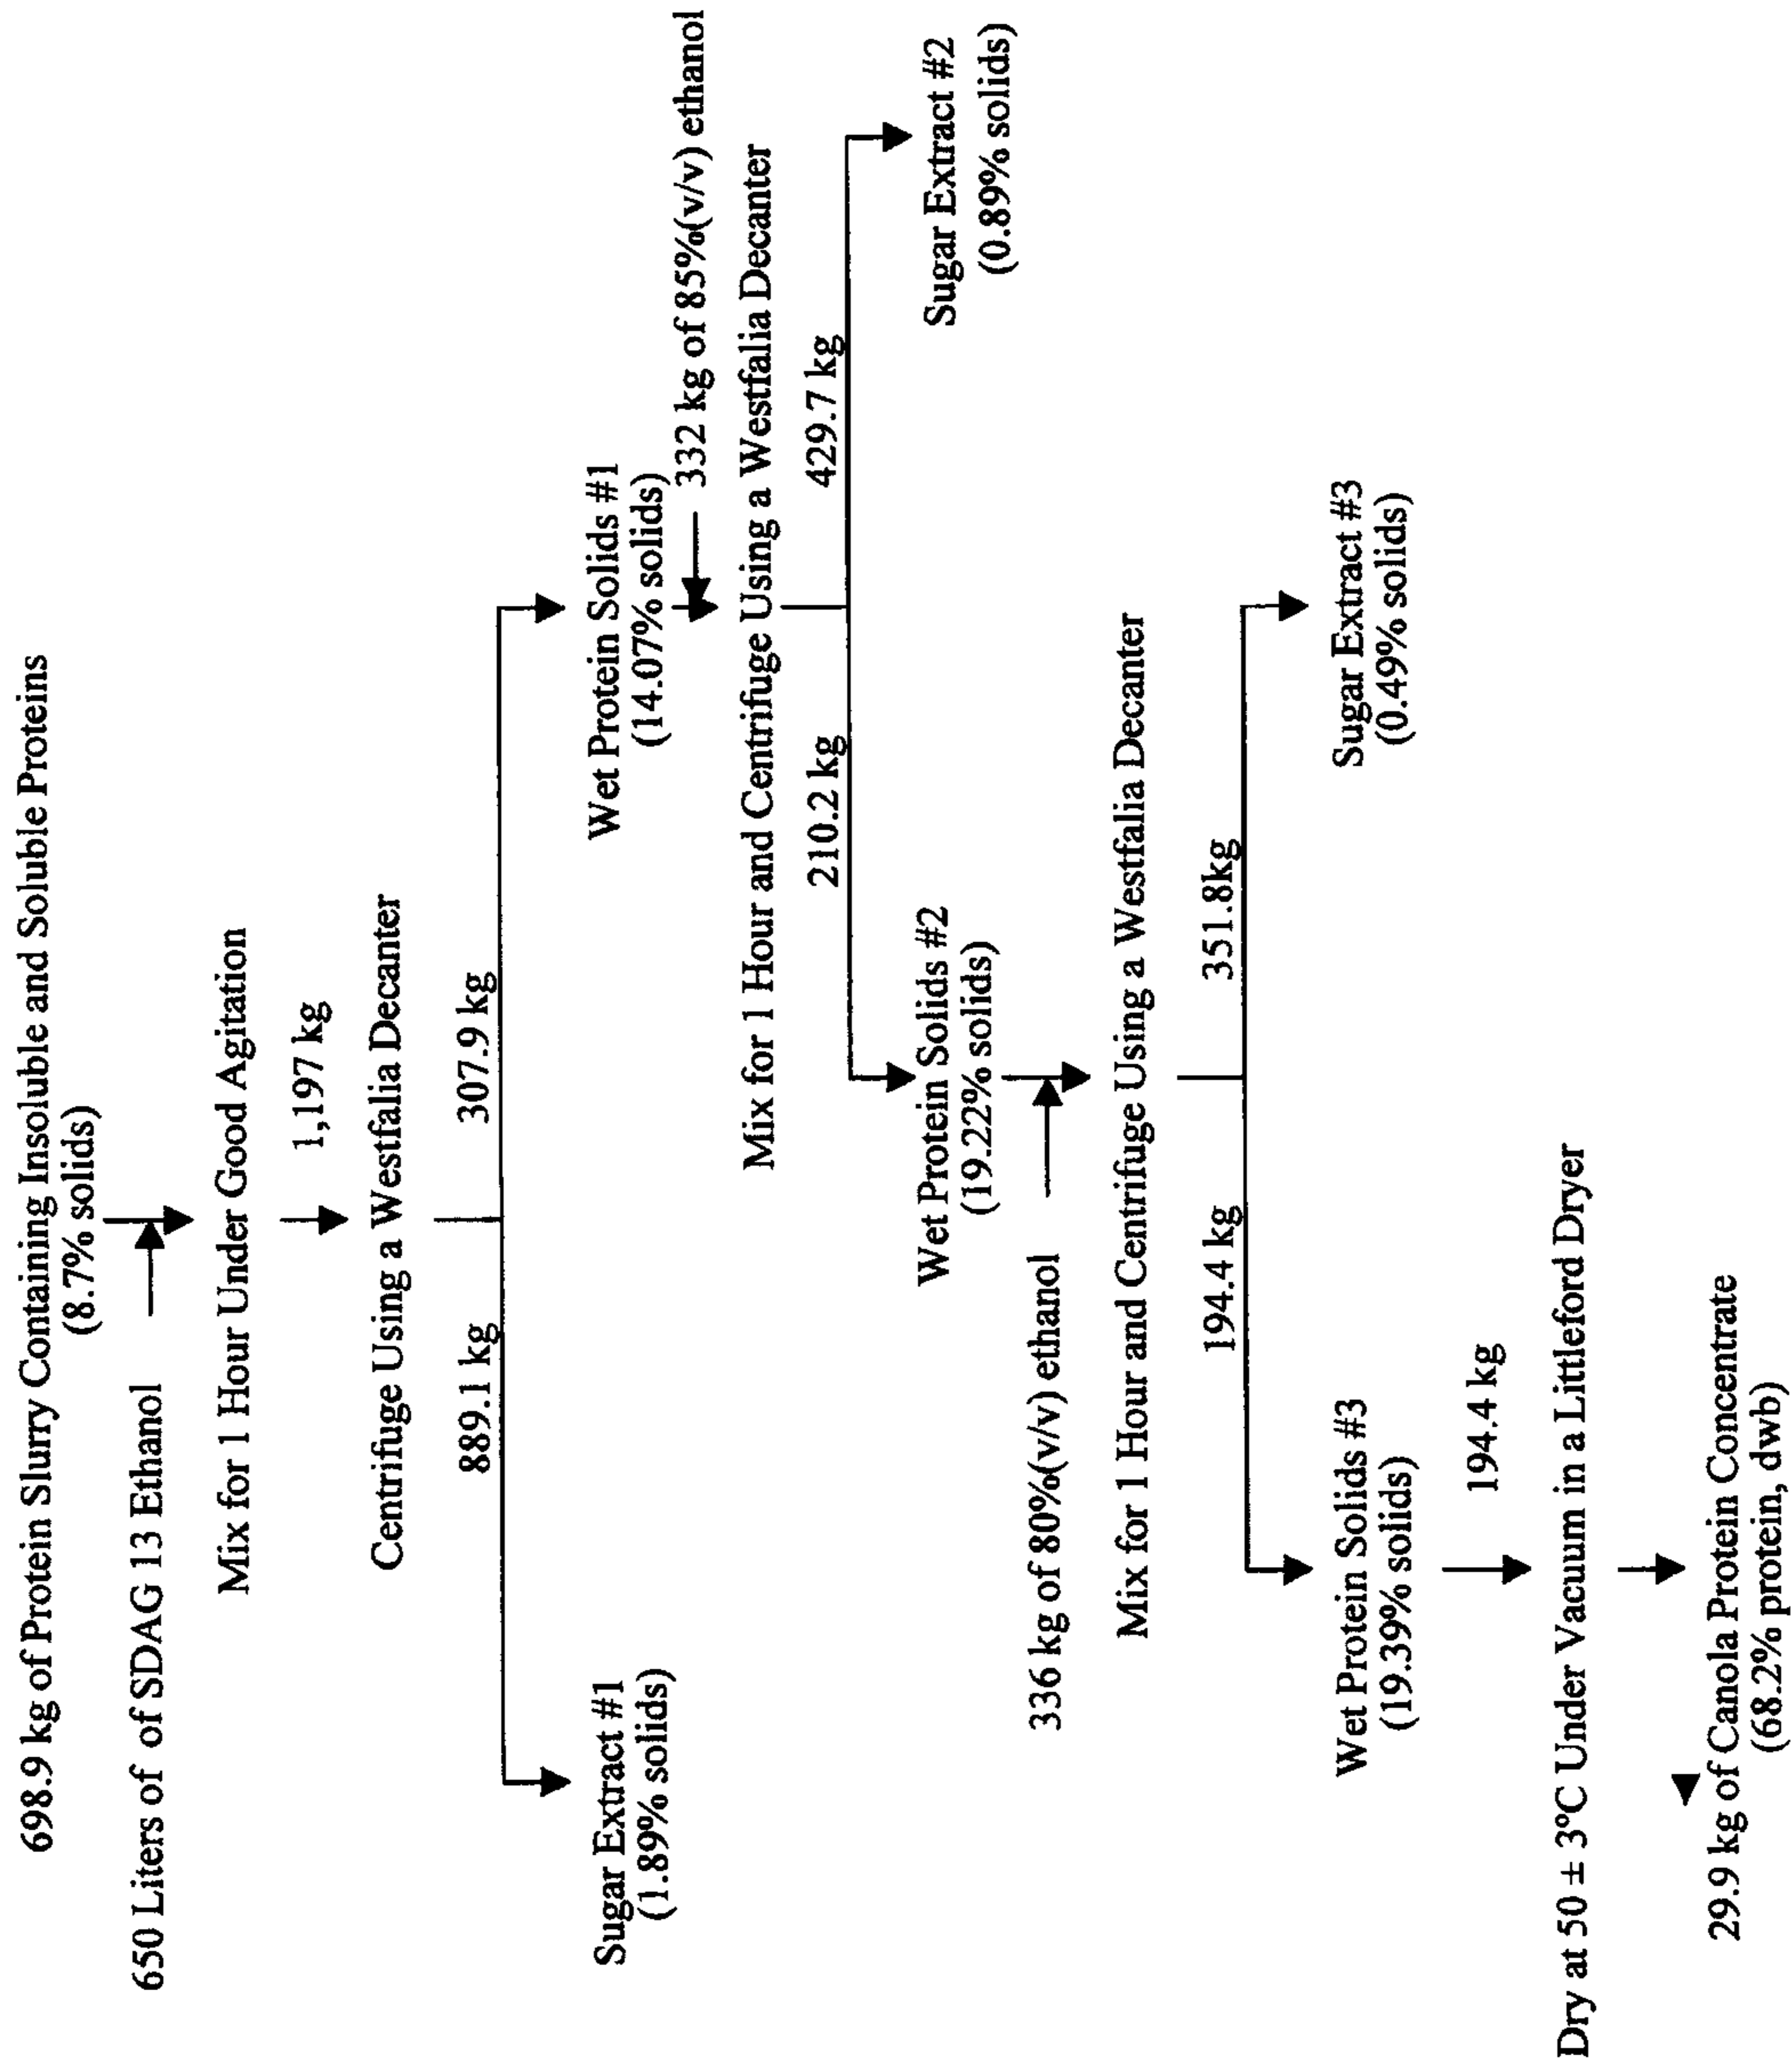 698.9 kg of Protein Slurry Containing Insoluble and Soluble Proteins
(8.7% solids)
650 Liters of of SDAG 13 Ethanol
Mix for 1 Hour Under Good Agitation
1,197 kg
Centrifuge Using a Westfalia Decanter
889.1 kg
307.9 kg
Sugar Extract #1
(1.89% solids)
Wet Protein Solids #1
(14.07% solids)
332 kg of 85%(v/v) ethanol
Mix for 1 Hour and Centrifuge Using a Westfalia Decanter
210.2 kg
429.7 kg
Wet Protein Solids #2
(19.22% solids)
Sugar Extract #2
(0.89% solids)
336 kg of 80%(v/v) ethanol
Mix for 1 Hour and Centrifuge Using a Westfalia Decanter
194.4 kg
351.8kg
Wet Protein Solids #3
(19.39% solids)
Sugar Extract #3
(0.49% solids)
194.4 kg
Dry at 50 ± 3°C Under Vacuum in a Littleford Dryer
29.9 kg of Canola Protein Concentrate
(68.2% protein, dwb)